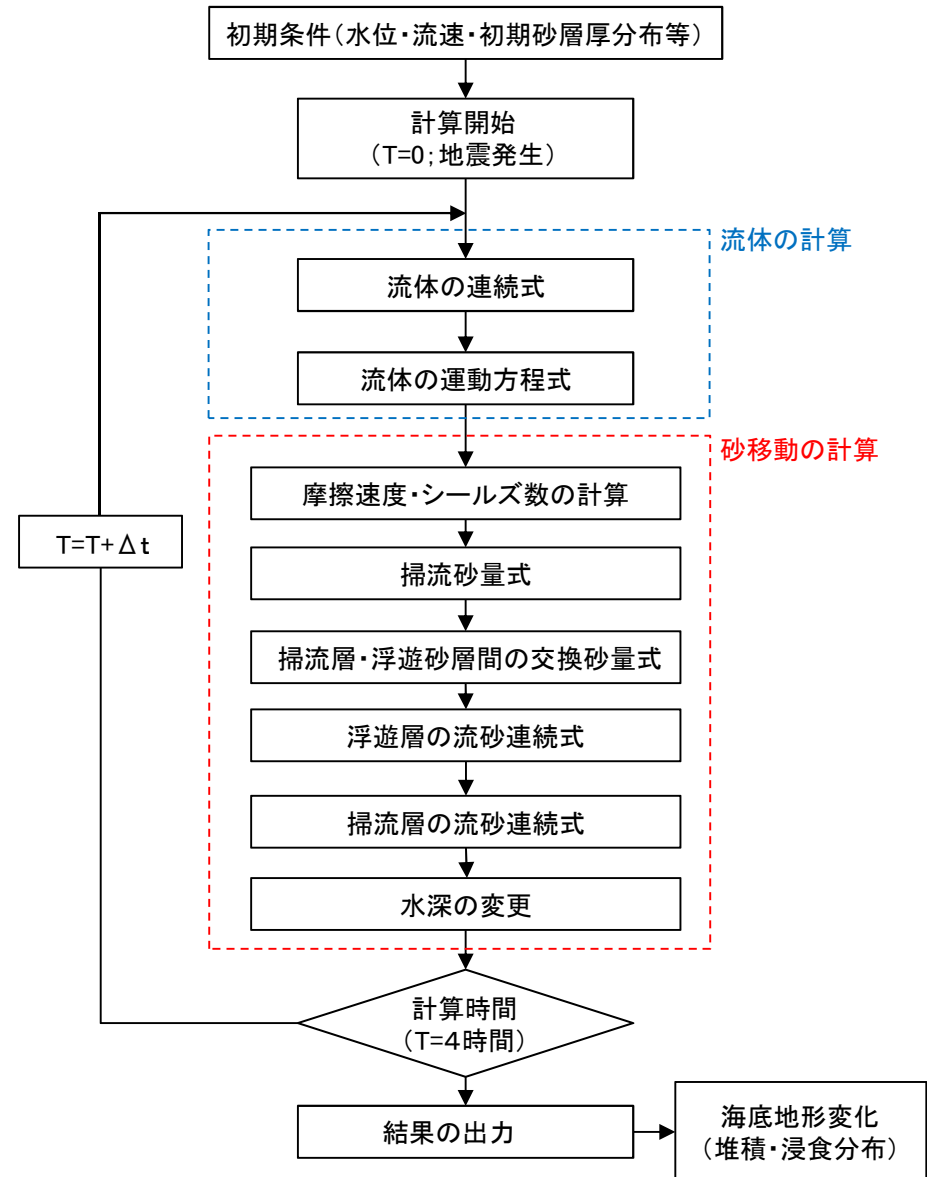 初期条件(水位・流速・初期砂層厚分布等)
計算開始
(T=0;地震発生)
流体の計算
流体の連続式
流体の運動方程式
砂移動の計算
摩擦速度・シールズ数の計算
T=T+Δt
掃流砂量式
掃流層・浮遊砂層間の交換砂量式
浮遊層の流砂連続式
掃流層の流砂連続式
水深の変更
計算時間
(T=4時間)
結果の出力
海底地形変化
(堆積・浸食分布)